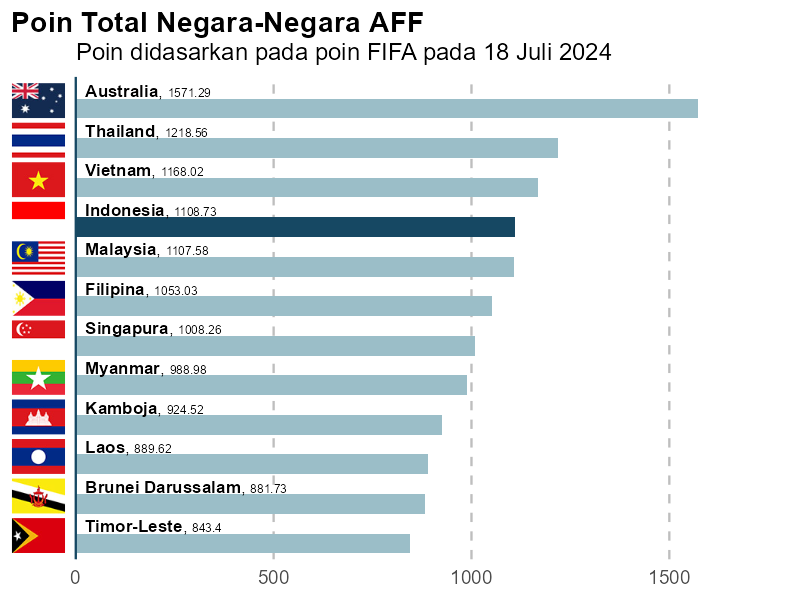 Poin Total Negara-Negara AFF
Poin didasarkan pada poin FIFA pada 18 Juli 2024
Australia, 1571.29
Thailand, 1218.56
Vietnam, 1168.02
Indonesia, 1108.73
Malaysia, 1107.58
Filipina, 1053.03
Singapura, 1008.26
Myanmar, 988.98
Kamboja, 924.52
Laos, 889.62
Brunei Darussalam, 881.73
Timor-Leste, 843.4
0 500 1000 1500